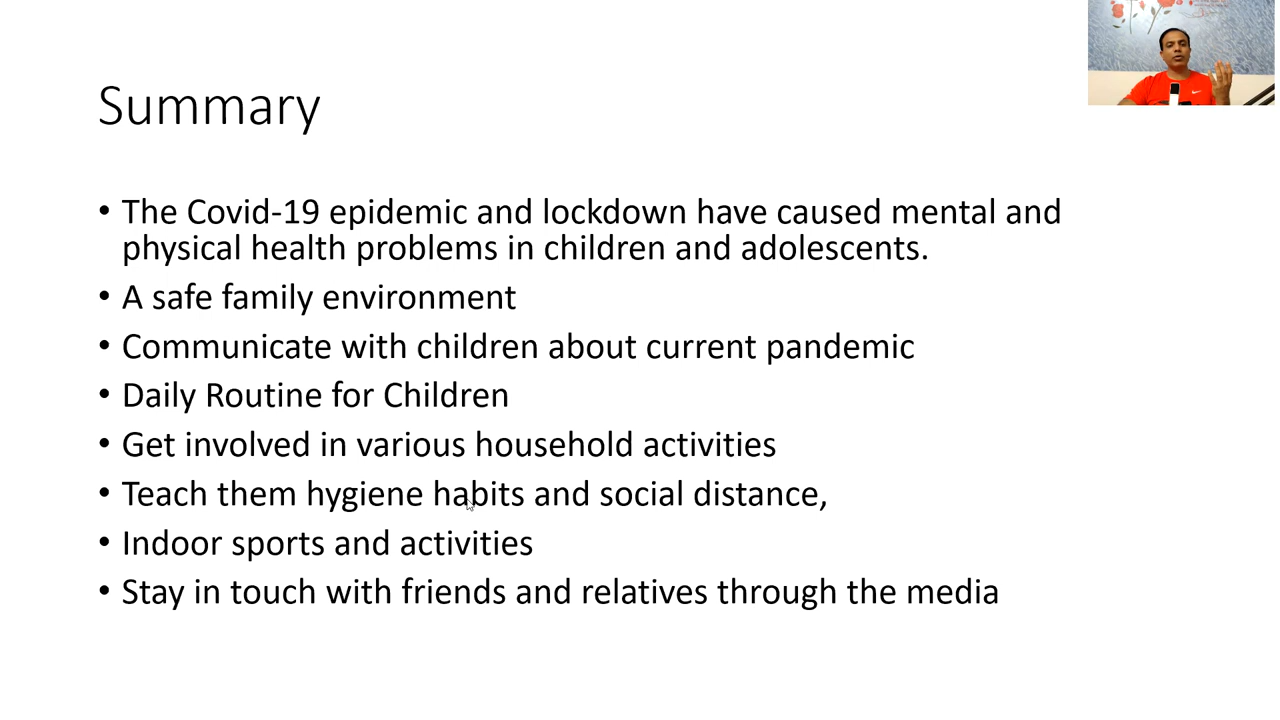 Summary
• The Covid-19 epidemic and lockdown have caused mental and
physical health problems in children and adolescents.
• A safe family environment
• Communicate with children about current pandemic
• Daily Routine for Children
• Get involved in various household activities
• Teach them hygiene habits and social distance,
• Indoor sports and activities
• Stay in touch with friends and relatives through the media